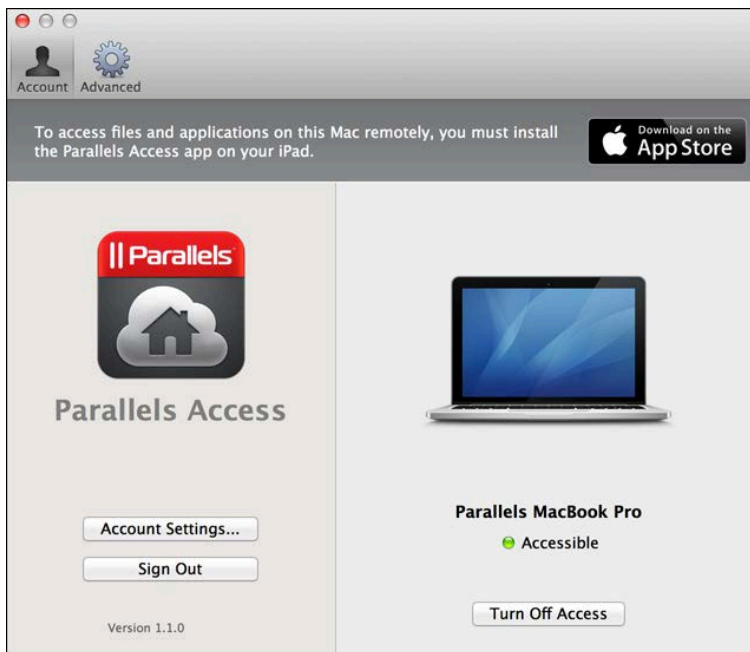 Account Advanced
To access files and applications on this Mac remotely, you must install
the Parallels Access app on your iPad.
Download on the
App Store
Parallels
Parallels Access
Account Settings...
Sign Out
Version 1.1.0
Parallels MacBook Pro
Accessible
Turn Off Access